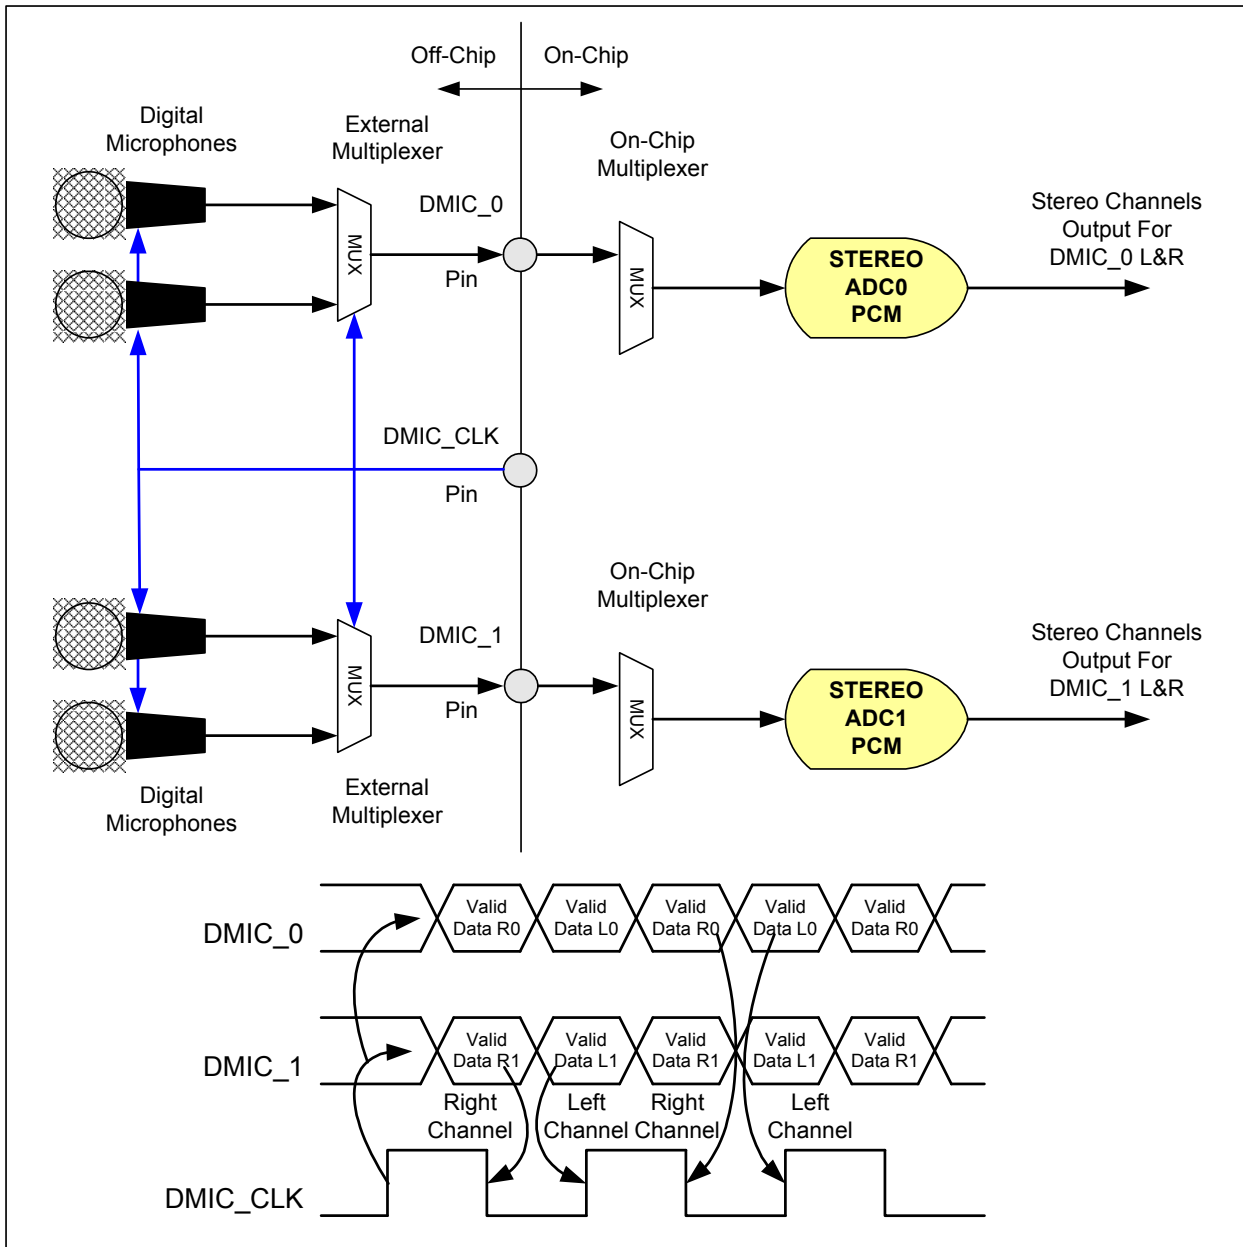 Off-Chip
On-Chip
Digital
Microphones
External
Multiplexer
On-Chip
Multiplexer
DMIC_0
Pin
MUX
MUX
STEREO
ADC0
PCM
Stereo Channels
Output For
DMIC_0 L&R
DMIC_CLK
Pin
On-Chip
Multiplexer
DMIC_1
Pin
MUX
MUX
STEREO
ADC1
PCM
Stereo Channels
Output For
DMIC_1 L&R
Digital
Microphones
External
Multiplexer
DMIC_0
Valid
Data R0
Valid
Data L0
Valid
Data R0
Valid
Data L0
Valid
Data R0
DMIC_1
Valid
Data R1
Valid
Data L1
Valid
Data R1
Valid
Data L1
Valid
Data R1
Right
Channel
Left
Channel
Right
Channel
Left
Channel
DMIC_CLK